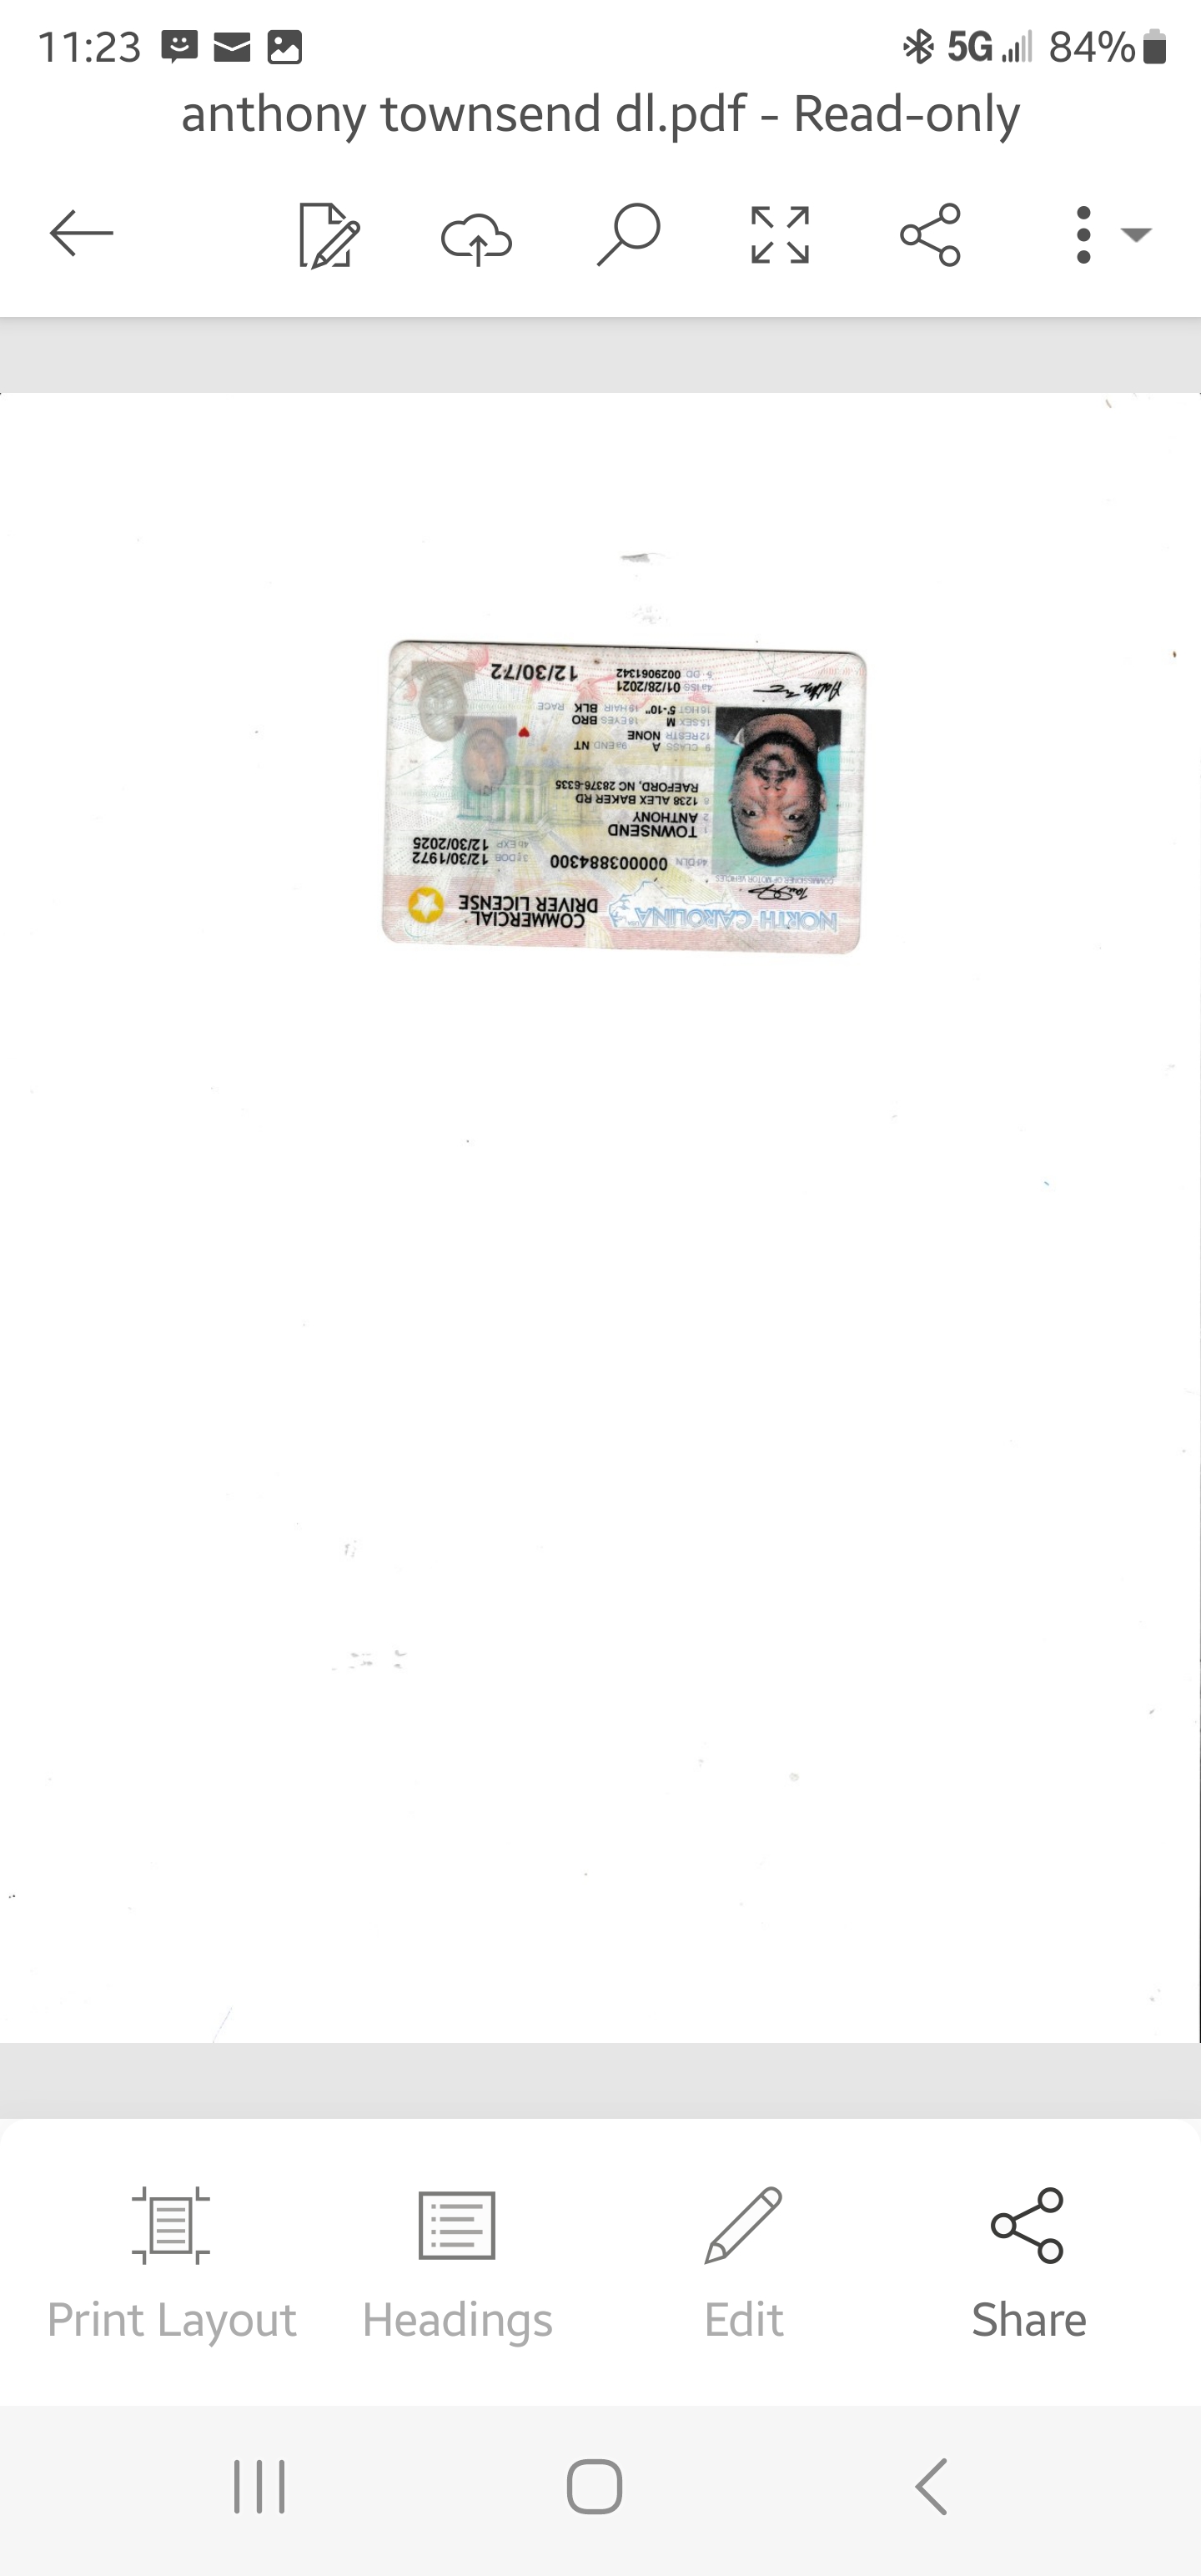 11:23
5G 84%
anthony townsend dl.pdf - Read-only
NORTH CAROLINA
COMMERCIAL
DRIVER LICENSE
COMMISSIONER OF MOTOR VEHICLES
4d DLN 000003884300
3 DOB 12/30/1972
4b EXP 12/30/2025
1 TOWNSEND
2 ANTHONY
8 1238 ALEX BAKER RD
RAEFORD, NC 28376-6335
9 CLASS A 9a END NT
12 RESTR NONE
15 SEX M 18 EYES BRO
16 HGT 5'-10" 19 HAIR BLK RACE
4a ISS 01/28/2021
5 DD 0029061342
12/30/72
Print Layout
Headings
Edit
Share